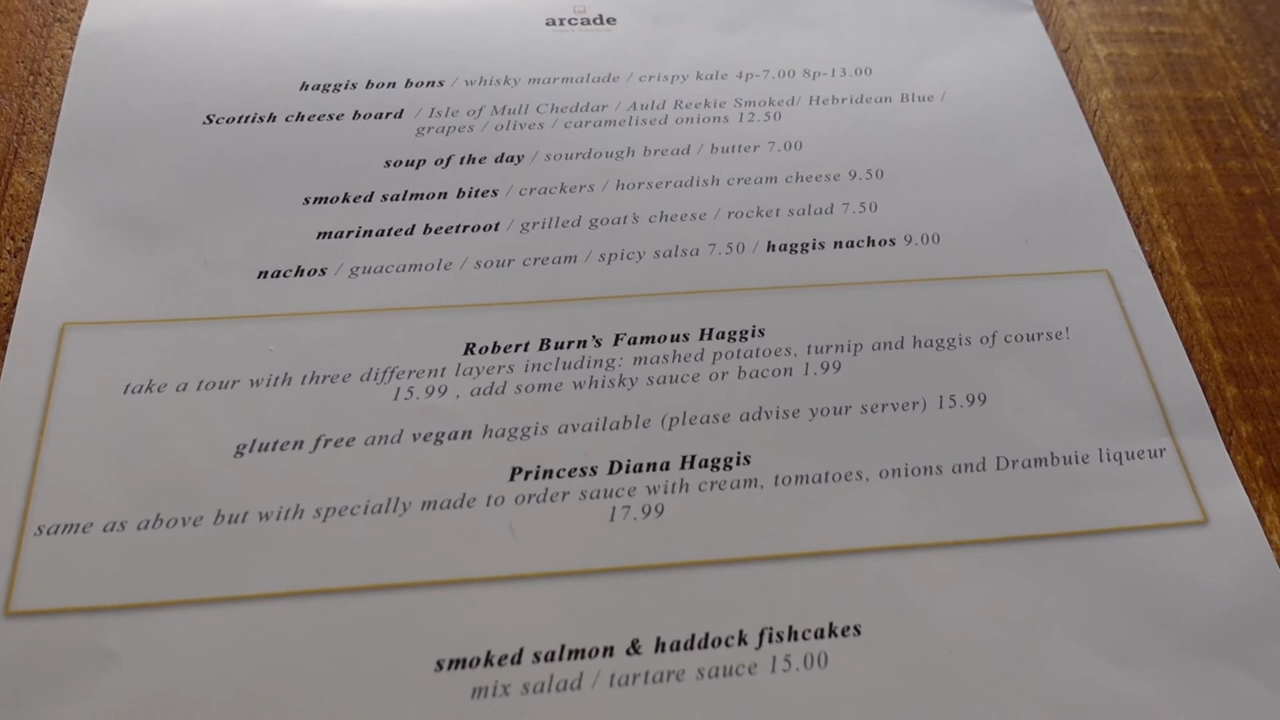 arcade
haggis bon bons / whisky marmalade / crispy kale 4p-7.00 8p-13.00
Scottish cheese board / Isle of Mull Cheddar / Auld Reekie Smoked/ Hebridean Blue /
grapes / olives / caramelised onions 12.50
soup of the day / sourdough bread / butter 7.00
smoked salmon bites / crackers / horseradish cream cheese 9.50
marinated beetroot / grilled goat's cheese / rocket salad 7.50
nachos / guacamole / sour cream / spicy salsa 7.50 / haggis nachos 9.00
Robert Burn's Famous Haggis
take a tour with three different layers including: mashed potatoes, turnip and haggis of course!
15.99 , add some whisky sauce or bacon 1.99
gluten free and vegan haggis available (please advise your server) 15.99
Princess Diana Haggis
same as above but with specially made to order sauce with cream, tomatoes, onions and Drambuie liqueur
17.99
smoked salmon & haddock fishcakes
mix salad / tartare sauce 15.00